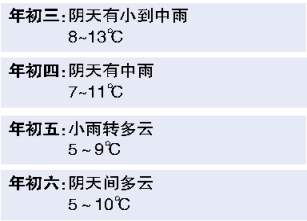 年初三:阴天有小到中雨
8~13℃
年初四:阴天有中雨
7~11℃
年初五:小雨转多云
5~9℃
年初六:阴天间多云
5~10℃